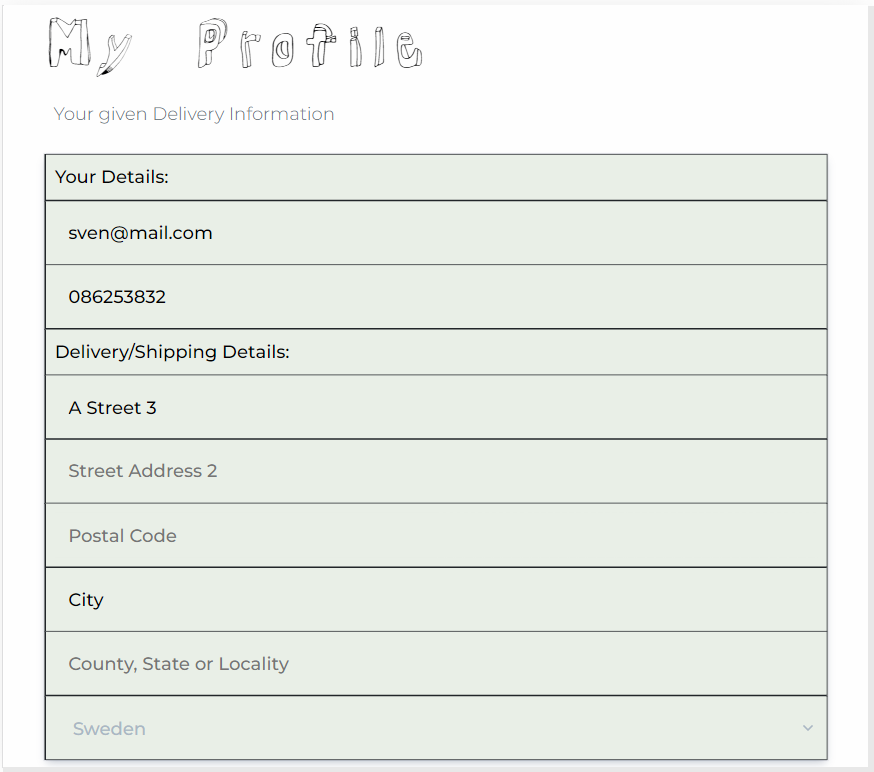 My Profile
Your given Delivery Information
Your Details:
sven@mail.com
086253832
Delivery/Shipping Details:
A Street 3
Street Address 2
Postal Code
City
County, State or Locality
Sweden